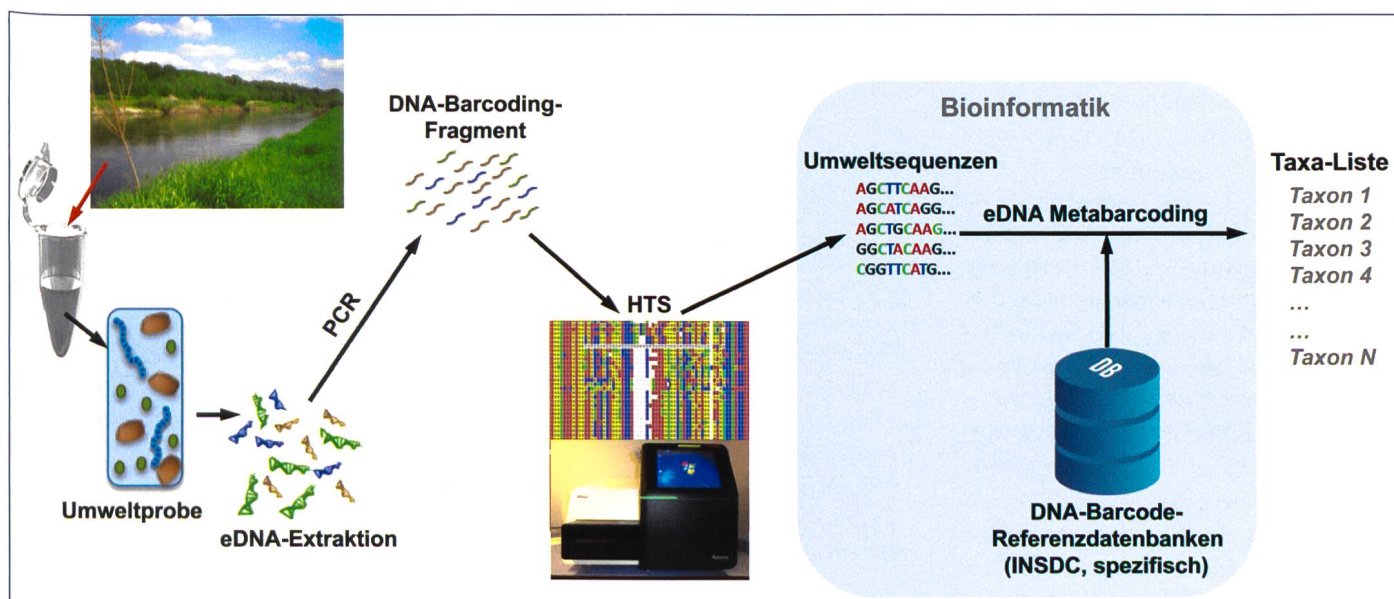 DNA-Barcoding-
Fragment
PCR
Umweltprobe
eDNA-Extraktion
HTS
Bioinformatik
Umweltsequenzen
AGCTTCAAG...
AGCATCAGG...
AGCTGCAAG...
GGCTACAAG...
CGGTTCATG...
eDNA Metabarcoding
DB
DNA-Barcode-
Referenzdatenbanken
(INSDC, spezifisch)
Taxa-Liste
Taxon 1
Taxon 2
Taxon 3
Taxon 4
...
...
Taxon N